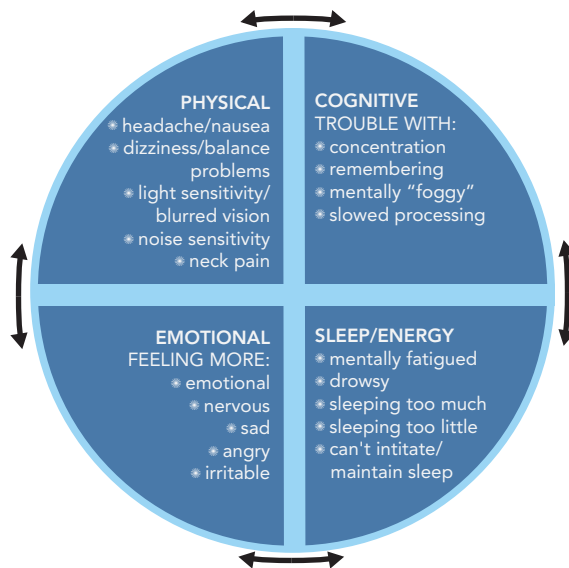 PHYSICAL
* headache/nausea
* dizziness/balance
problems
* light sensitivity/
blurred vision
* noise sensitivity
* neck pain
COGNITIVE
TROUBLE WITH:
* concentration
* remembering
* mentally “foggy”
* slowed processing
EMOTIONAL
FEELING MORE:
* emotional
* nervous
* sad
* angry
* irritable
SLEEP/ENERGY
* mentally fatigued
* drowsy
* sleeping too much
* sleeping too little
* can't intitate/
maintain sleep